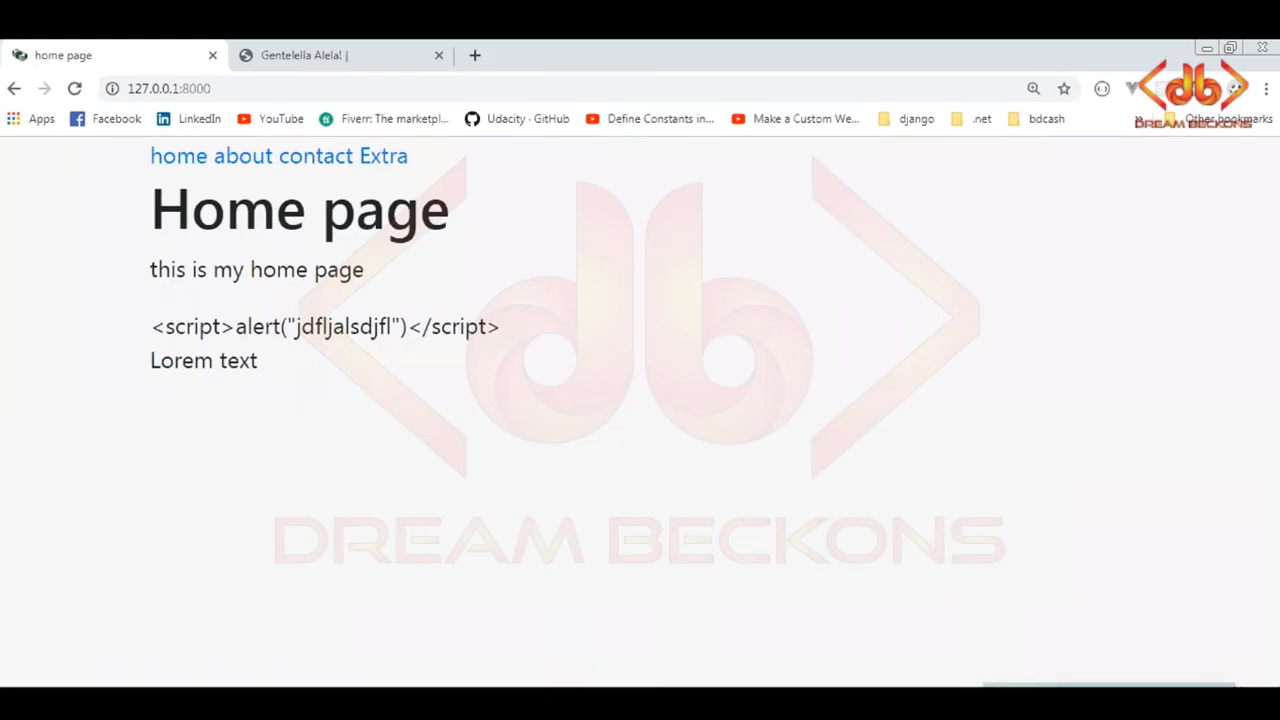 home page
Gentelella Alela! |
127.0.0.1:8000
Apps Facebook LinkedIn YouTube Fiverr: The marketpl... Udacity · GitHub Define Constants in... Make a Custom We... django .net bdcash » Other bookmarks
DREAM BECKONS
home about contact Extra
Home page
this is my home page
<script>alert("jdfljalsdjfl")</script>
Lorem text
DREAM BECKONS